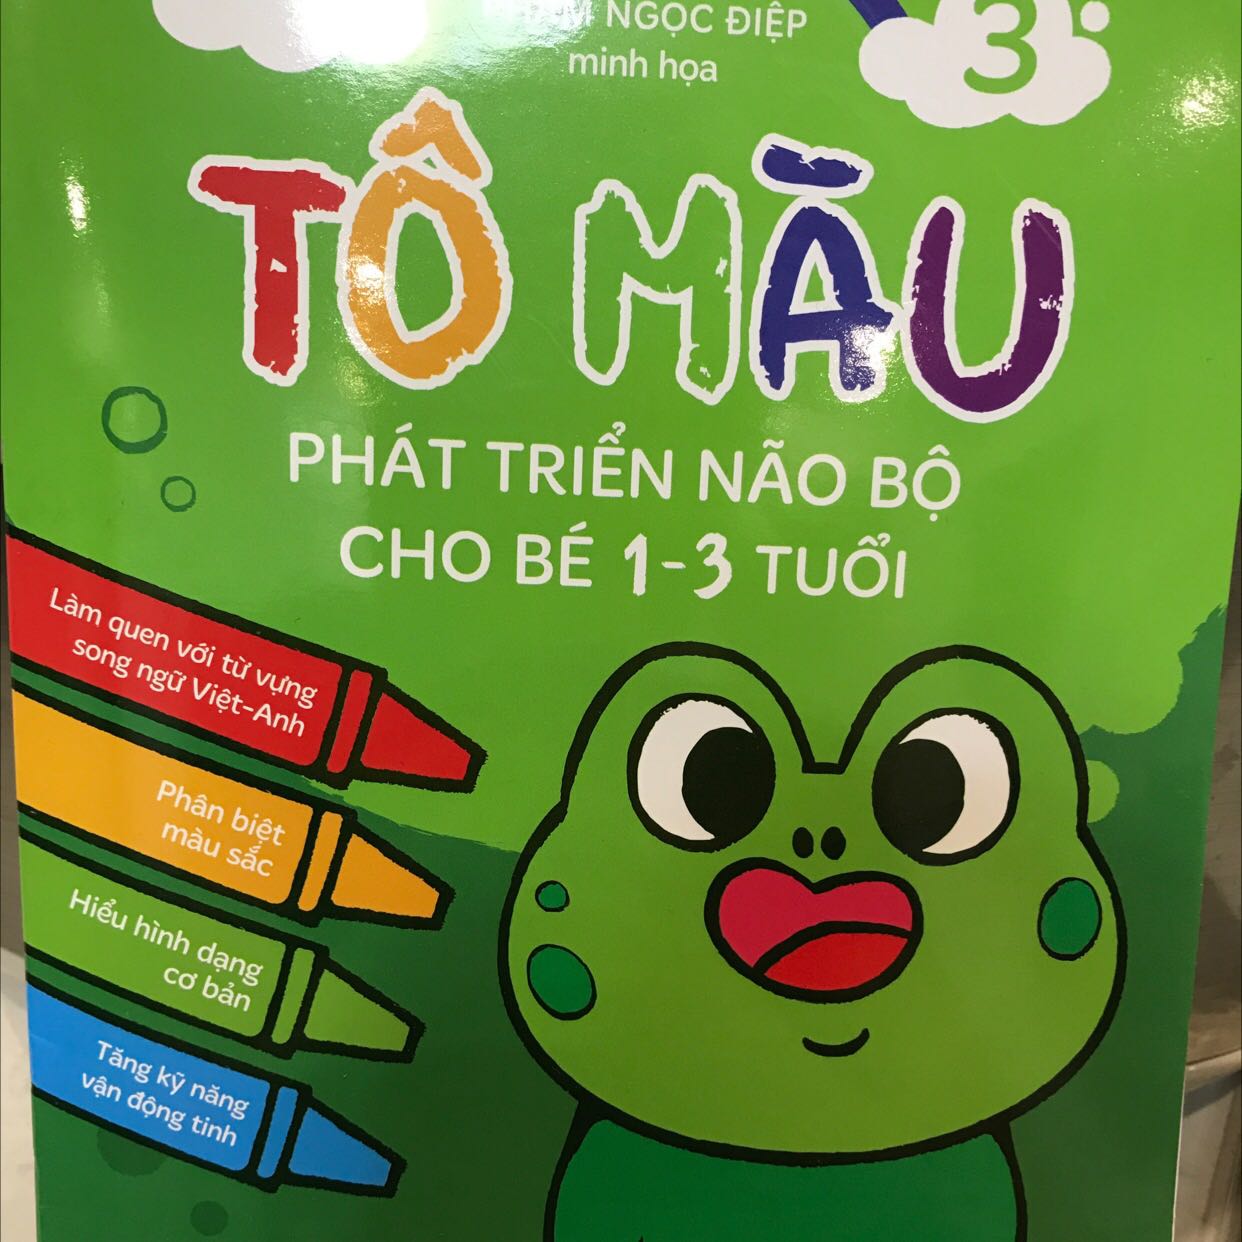 NGỌC ĐIỆP
minh họa
3
TÔ MÀU
PHÁT TRIỂN NÃO BỘ
CHO BÉ 1-3 TUỔI
Làm quen với từ vựng
song ngữ Việt-Anh
Phân biệt
màu sắc
Hiểu hình dạng
cơ bản
Tăng kỹ năng
vận động tinh